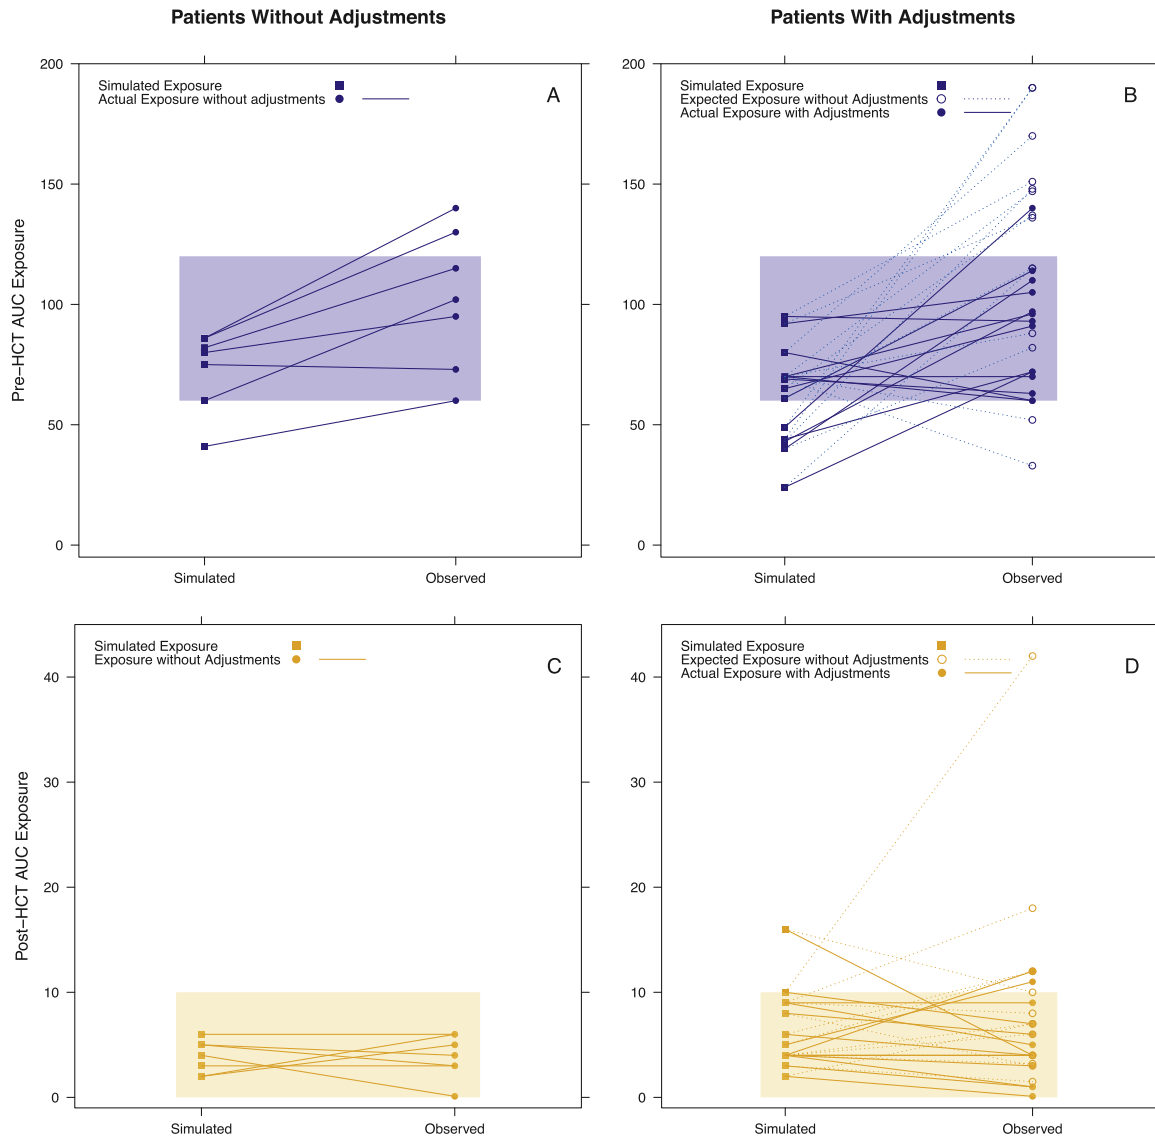 Patients Without Adjustments
Patients With Adjustments
Pre−HCT AUC Exposure
200
150
100
50
0
Simulated Exposure
Actual Exposure without adjustments
A
Simulated
Observed
200
150
100
50
0
Simulated Exposure
Expected Exposure without Adjustments
Actual Exposure with Adjustments
B
Simulated
Observed
Post−HCT AUC Exposure
40
30
20
10
0
Simulated Exposure
Exposure without Adjustments
C
Simulated
Observed
40
30
20
10
0
Simulated Exposure
Expected Exposure without Adjustments
Actual Exposure with Adjustments
D
Simulated
Observed